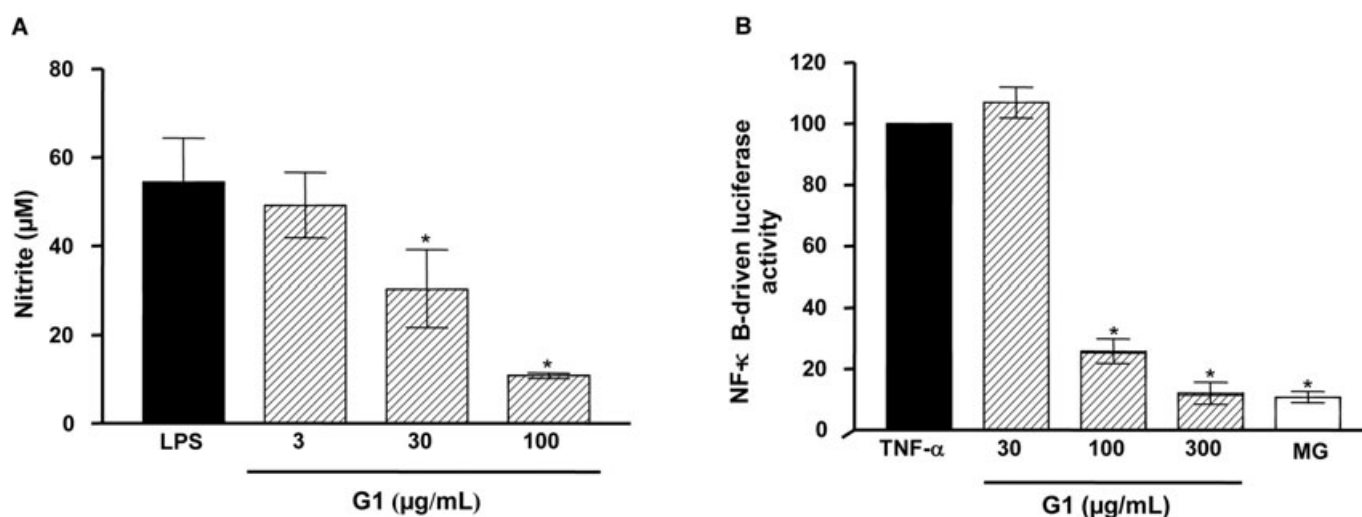 A
80
60
40
20
0
Nitrite (µM)
*
*
LPS 3 30 100
G1 (µg/mL)
B
120
100
80
60
40
20
0
NF-κ B-driven luciferase
activity
*
*
*
TNF-α 30 100 300 MG
G1 (µg/mL)